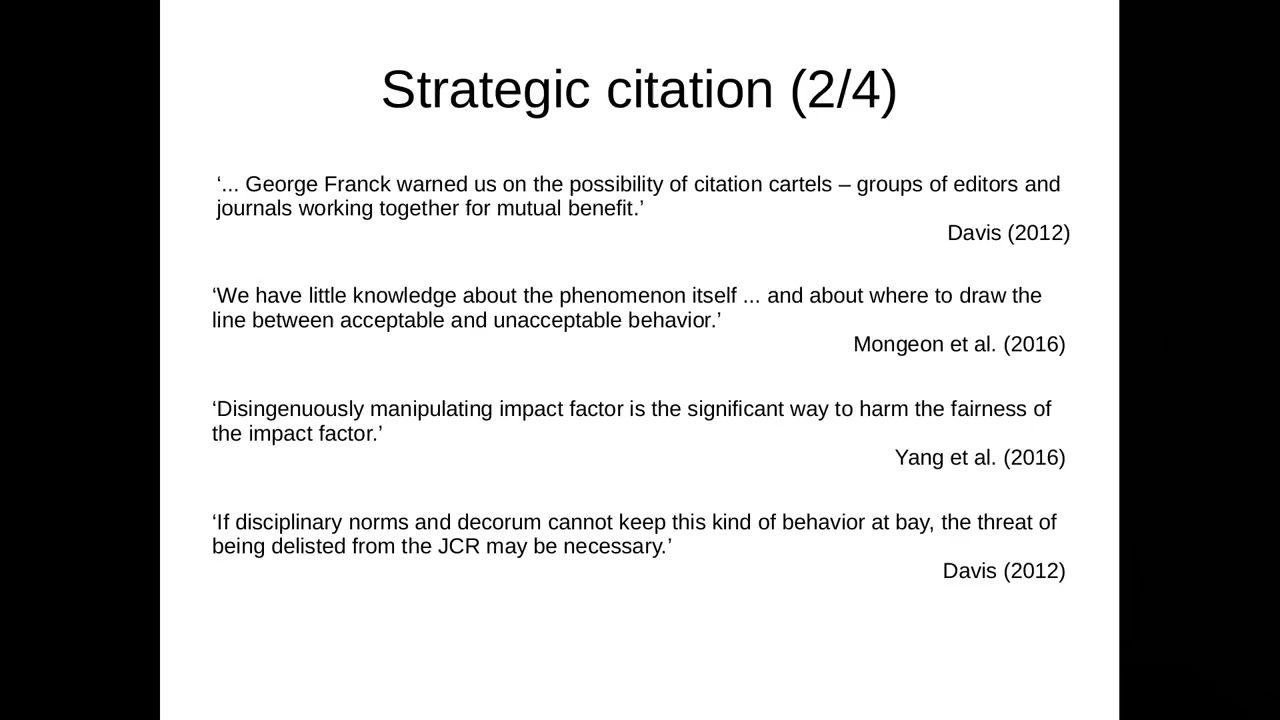 Strategic citation (2/4)
‘... George Franck warned us on the possibility of citation cartels – groups of editors and
journals working together for mutual benefit.’
Davis (2012)
‘We have little knowledge about the phenomenon itself ... and about where to draw the
line between acceptable and unacceptable behavior.’
Mongeon et al. (2016)
‘Disingenuously manipulating impact factor is the significant way to harm the fairness of
the impact factor.’
Yang et al. (2016)
‘If disciplinary norms and decorum cannot keep this kind of behavior at bay, the threat of
being delisted from the JCR may be necessary.’
Davis (2012)